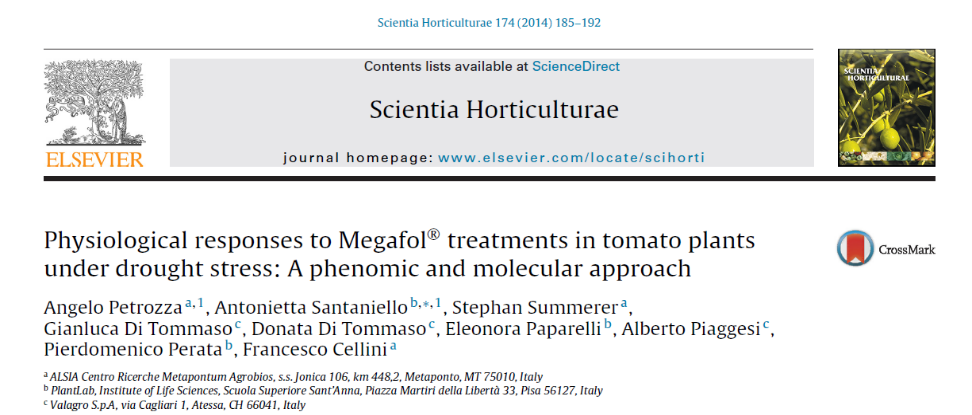 Scientia Horticulturae 174 (2014) 185–192
Contents lists available at ScienceDirect
Scientia Horticulturae
journal homepage: www.elsevier.com/locate/scihorti
ELSEVIER
SCIENTIA
HORTICULTURAE
Physiological responses to Megafol® treatments in tomato plants
under drought stress: A phenomic and molecular approach
CrossMark
Angelo Petrozza a,1, Antonietta Santaniello b,*,1, Stephan Summerer a,
Gianluca Di Tommaso c, Donata Di Tommaso c, Eleonora Paparelli b, Alberto Piaggesi c,
Pierdomenico Perata b, Francesco Cellini a
a ALSIA Centro Ricerche Metapontum Agrobios, s.s. Jonica 106, km 448,2, Metaponto, MT 75010, Italy
b PlantLab, Institute of Life Sciences, Scuola Superiore Sant'Anna, Piazza Martiri della Libertà 33, Pisa 56127, Italy
c Valagro S.p.A, via Cagliari 1, Atessa, CH 66041, Italy